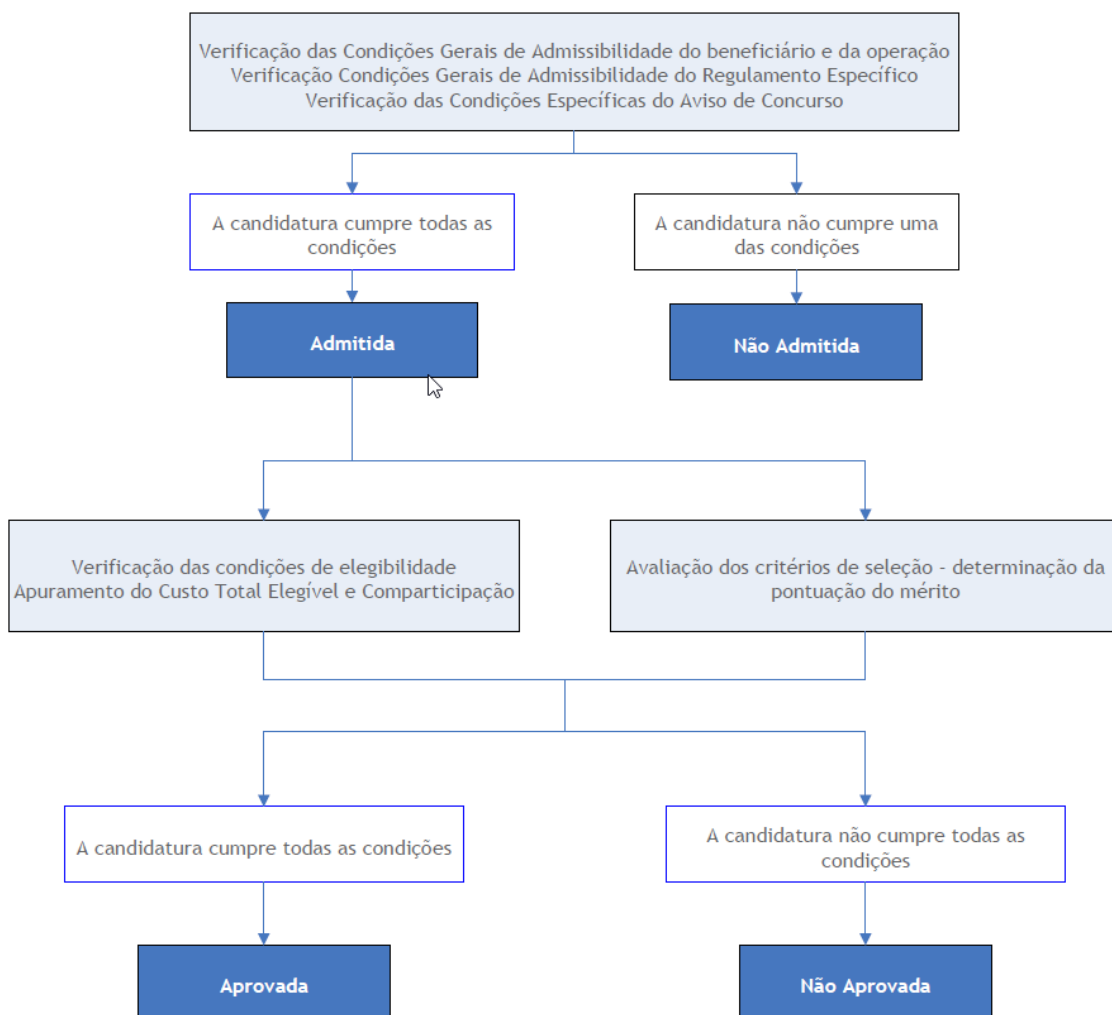 Verificação das Condições Gerais de Admissibilidade do beneficiário e da operação
Verificação Condições Gerais de Admissibilidade do Regulamento Específico
Verificação das Condições Específicas do Aviso de Concurso
A candidatura cumpre todas as
condições
A candidatura não cumpre uma
das condições
Admitida
Não Admitida
Verificação das condições de elegibilidade
Apuramento do Custo Total Elegível e Comparticipação
Avaliação dos critérios de seleção - determinação da
pontuação do mérito
A candidatura cumpre todas as condições
A candidatura não cumpre todas as
condições
Aprovada
Não Aprovada